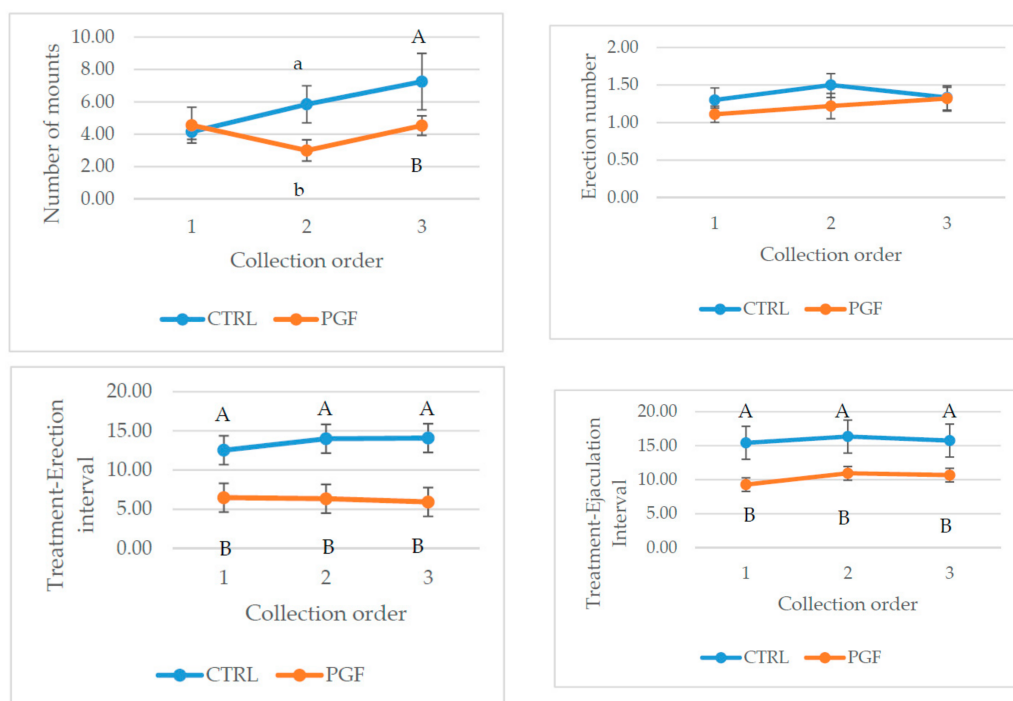 Number of mounts
10.00
8.00
6.00
4.00
2.00
0.00
a
A
b
B
1 2 3
Collection order
CTRL PGF
Erection number
2.00
1.50
1.00
0.50
0.00
1 2 3
Collection order
CTRL PGF
Treatment-Erection
interval
20.00
15.00
10.00
5.00
0.00
A A A
B B B
1 2 3
Collection order
CTRL PGF
Treatment-Ejaculation
Interval
20.00
15.00
10.00
5.00
0.00
A A A
B B B
1 2 3
Collection order
CTRL PGF